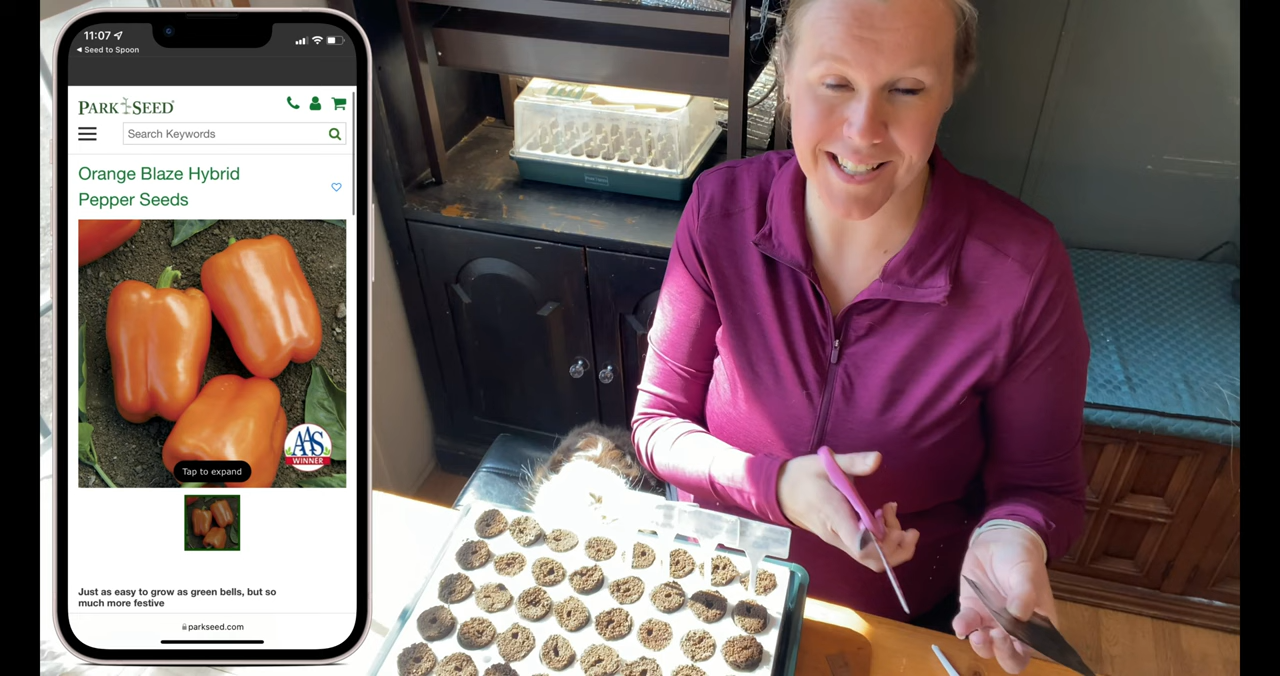 11:07
◀ Seed to Spoon
PARK SEED
Search Keywords
Orange Blaze Hybrid
Pepper Seeds
AAS
WINNER
Tap to expand
Just as easy to grow as green bells, but so
much more festive
parkseed.com